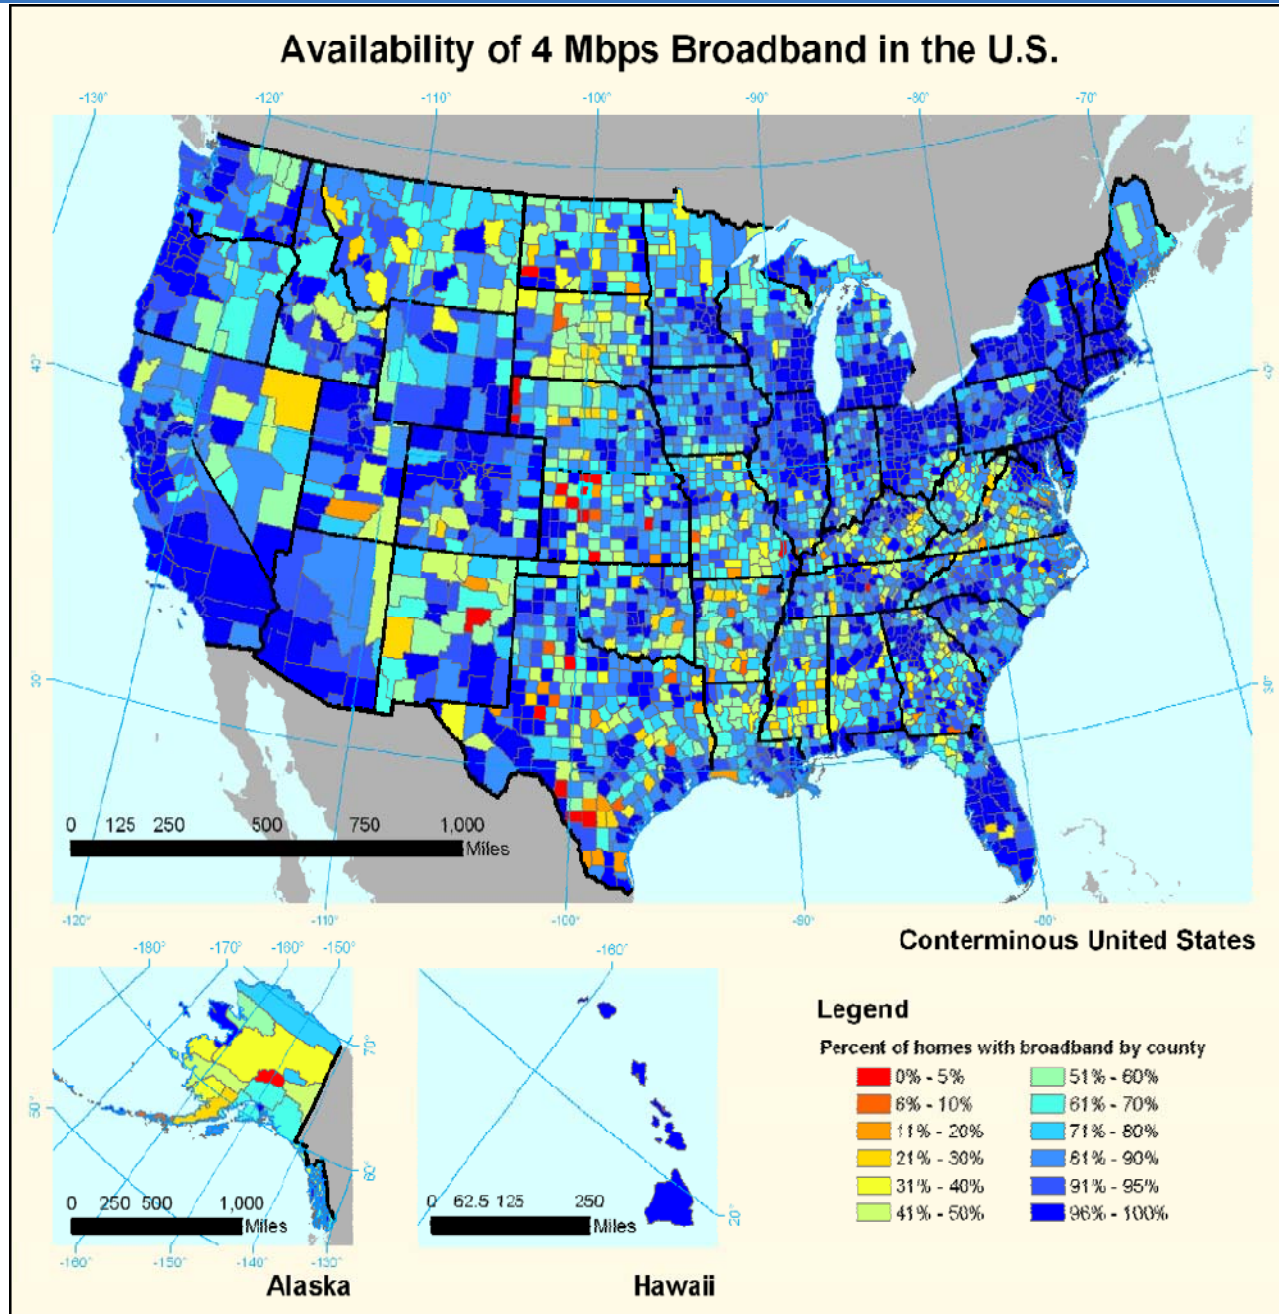 Availability of 4 Mbps Broadband in the U.S.
-130° -120° -110° -100° -90° -80° -70°
40° 40°
30° 30°
0 125 250 500 750 1,000
Miles
-120° -110° -100° -90° -80°
Conterminous United States
-180° -170° -160° -150°
70°
60°
60°
0 250 500 1,000
Miles
-160° -150° -140° -130°
Alaska
-160°
0 62.5 125 250
Miles
20°
Hawaii
Legend
Percent of homes with broadband by county
0% - 5%
6% - 10%
11% - 20%
21% - 30%
31% - 40%
41% - 50%
51% - 60%
61% - 70%
71% - 80%
81% - 90%
91% - 95%
96% - 100%